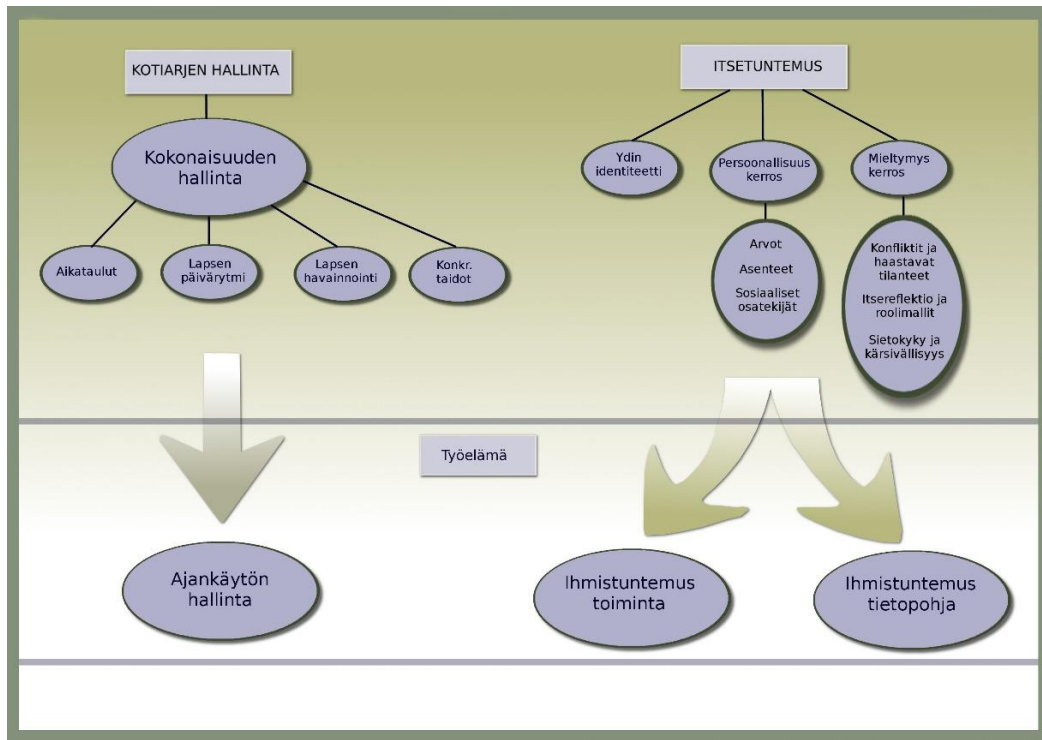 KOTIARJEN HALLINTA
Kokonaisuuden
hallinta
Aikataulut
Lapsen
päivärytmi
Lapsen
havainnointi
Konkr.
taidot
ITSETUNTEMUS
Ydin
identiteetti
Persoonallisuus
kerros
Mieltymys
kerros
Arvot
Asenteet
Sosiaaliset
osatekijät
Konfliktit ja
haastavat
tilanteet
Itsereflektio ja
roolimallit
Sietokyky ja
kärsivällisyys
Työelämä
Ajankäytön
hallinta
Ihmistuntemus
toiminta
Ihmistuntemus
tietopohja